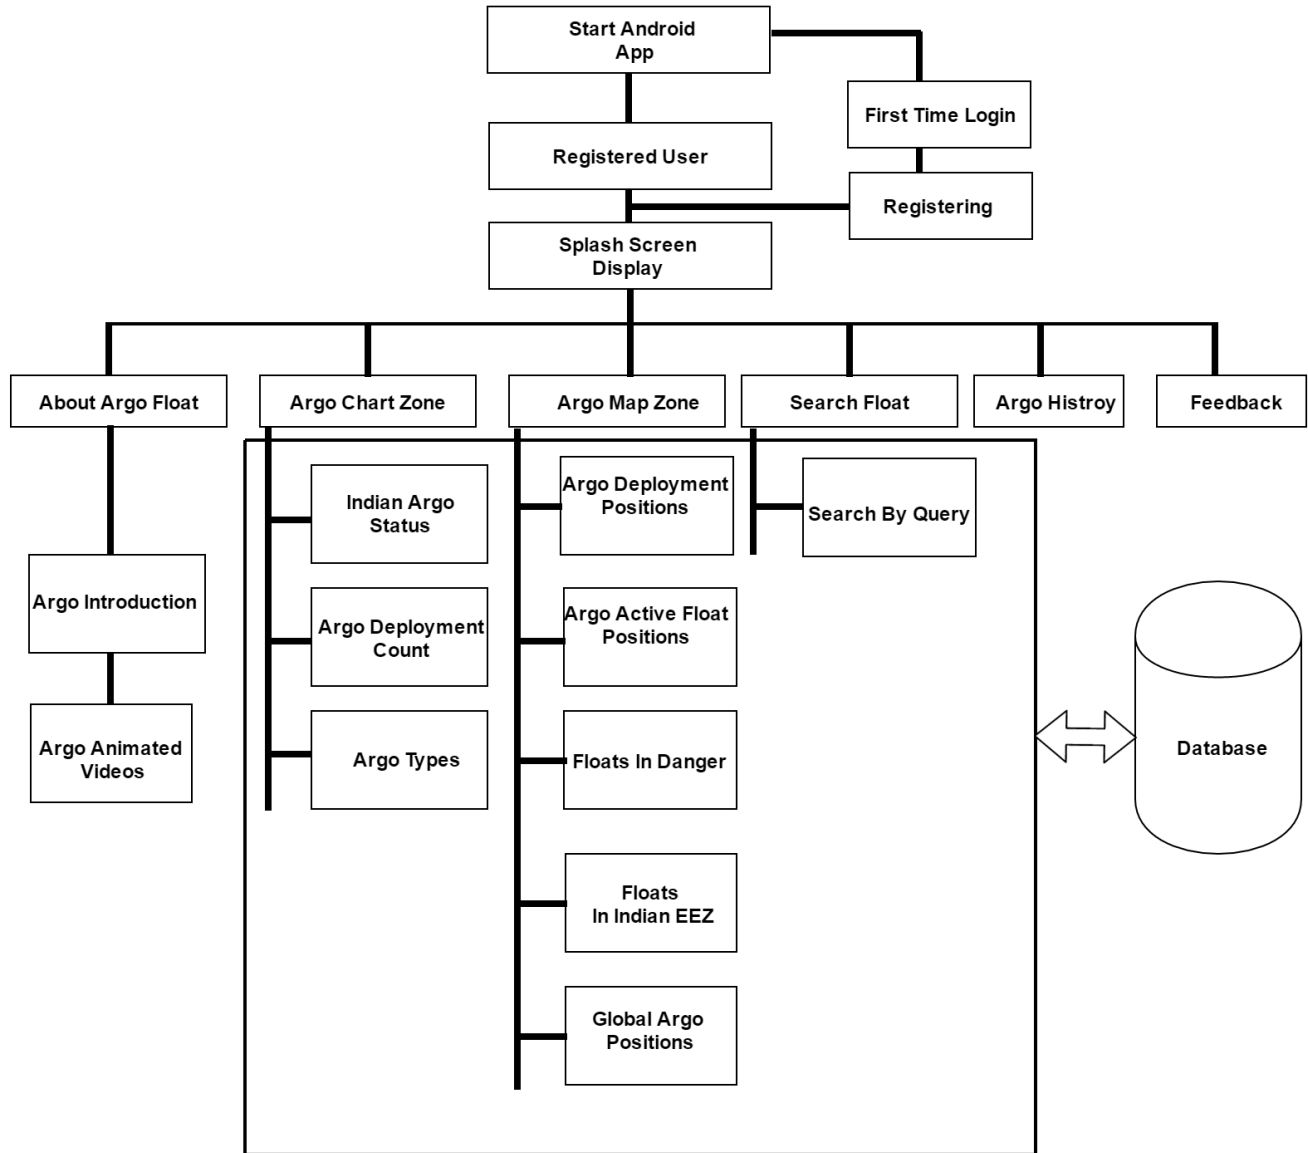 Start Android
App
First Time Login
Registered User
Registering
Splash Screen
Display
About Argo Float
Argo Chart Zone
Argo Map Zone
Search Float
Argo Histroy
Feedback
Indian Argo
Status
Argo Deployment
Count
Argo Types
Argo Deployment
Positions
Argo Active Float
Positions
Floats In Danger
Floats
In Indian EEZ
Global Argo
Positions
Search By Query
Argo Introduction
Argo Animated
Videos
Database